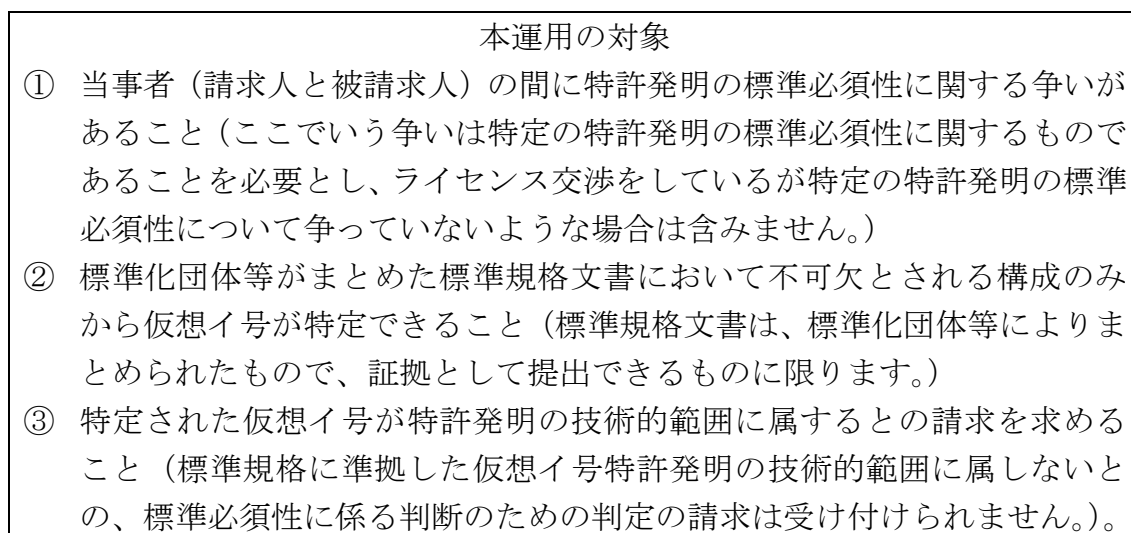 本運用の対象
① 当事者（請求人と被請求人）の間に特許発明の標準必須性に関する争いが
あること（ここでいう争いは特定の特許発明の標準必須性に関するもので
あることを必要とし、ライセンス交渉をしているが特定の特許発明の標準
必須性について争っていないような場合は含みません。）
② 標準化団体等がまとめた標準規格文書において不可欠とされる構成のみ
から仮想イ号が特定できること（標準規格文書は、標準化団体等によりま
とめられたもので、証拠として提出できるものに限ります。）
③ 特定された仮想イ号が特許発明の技術的範囲に属するとの請求を求める
こと（標準規格に準拠した仮想イ号特許発明の技術的範囲に属しないと
の、標準必須性に係る判断のための判定の請求は受け付けられません。）。